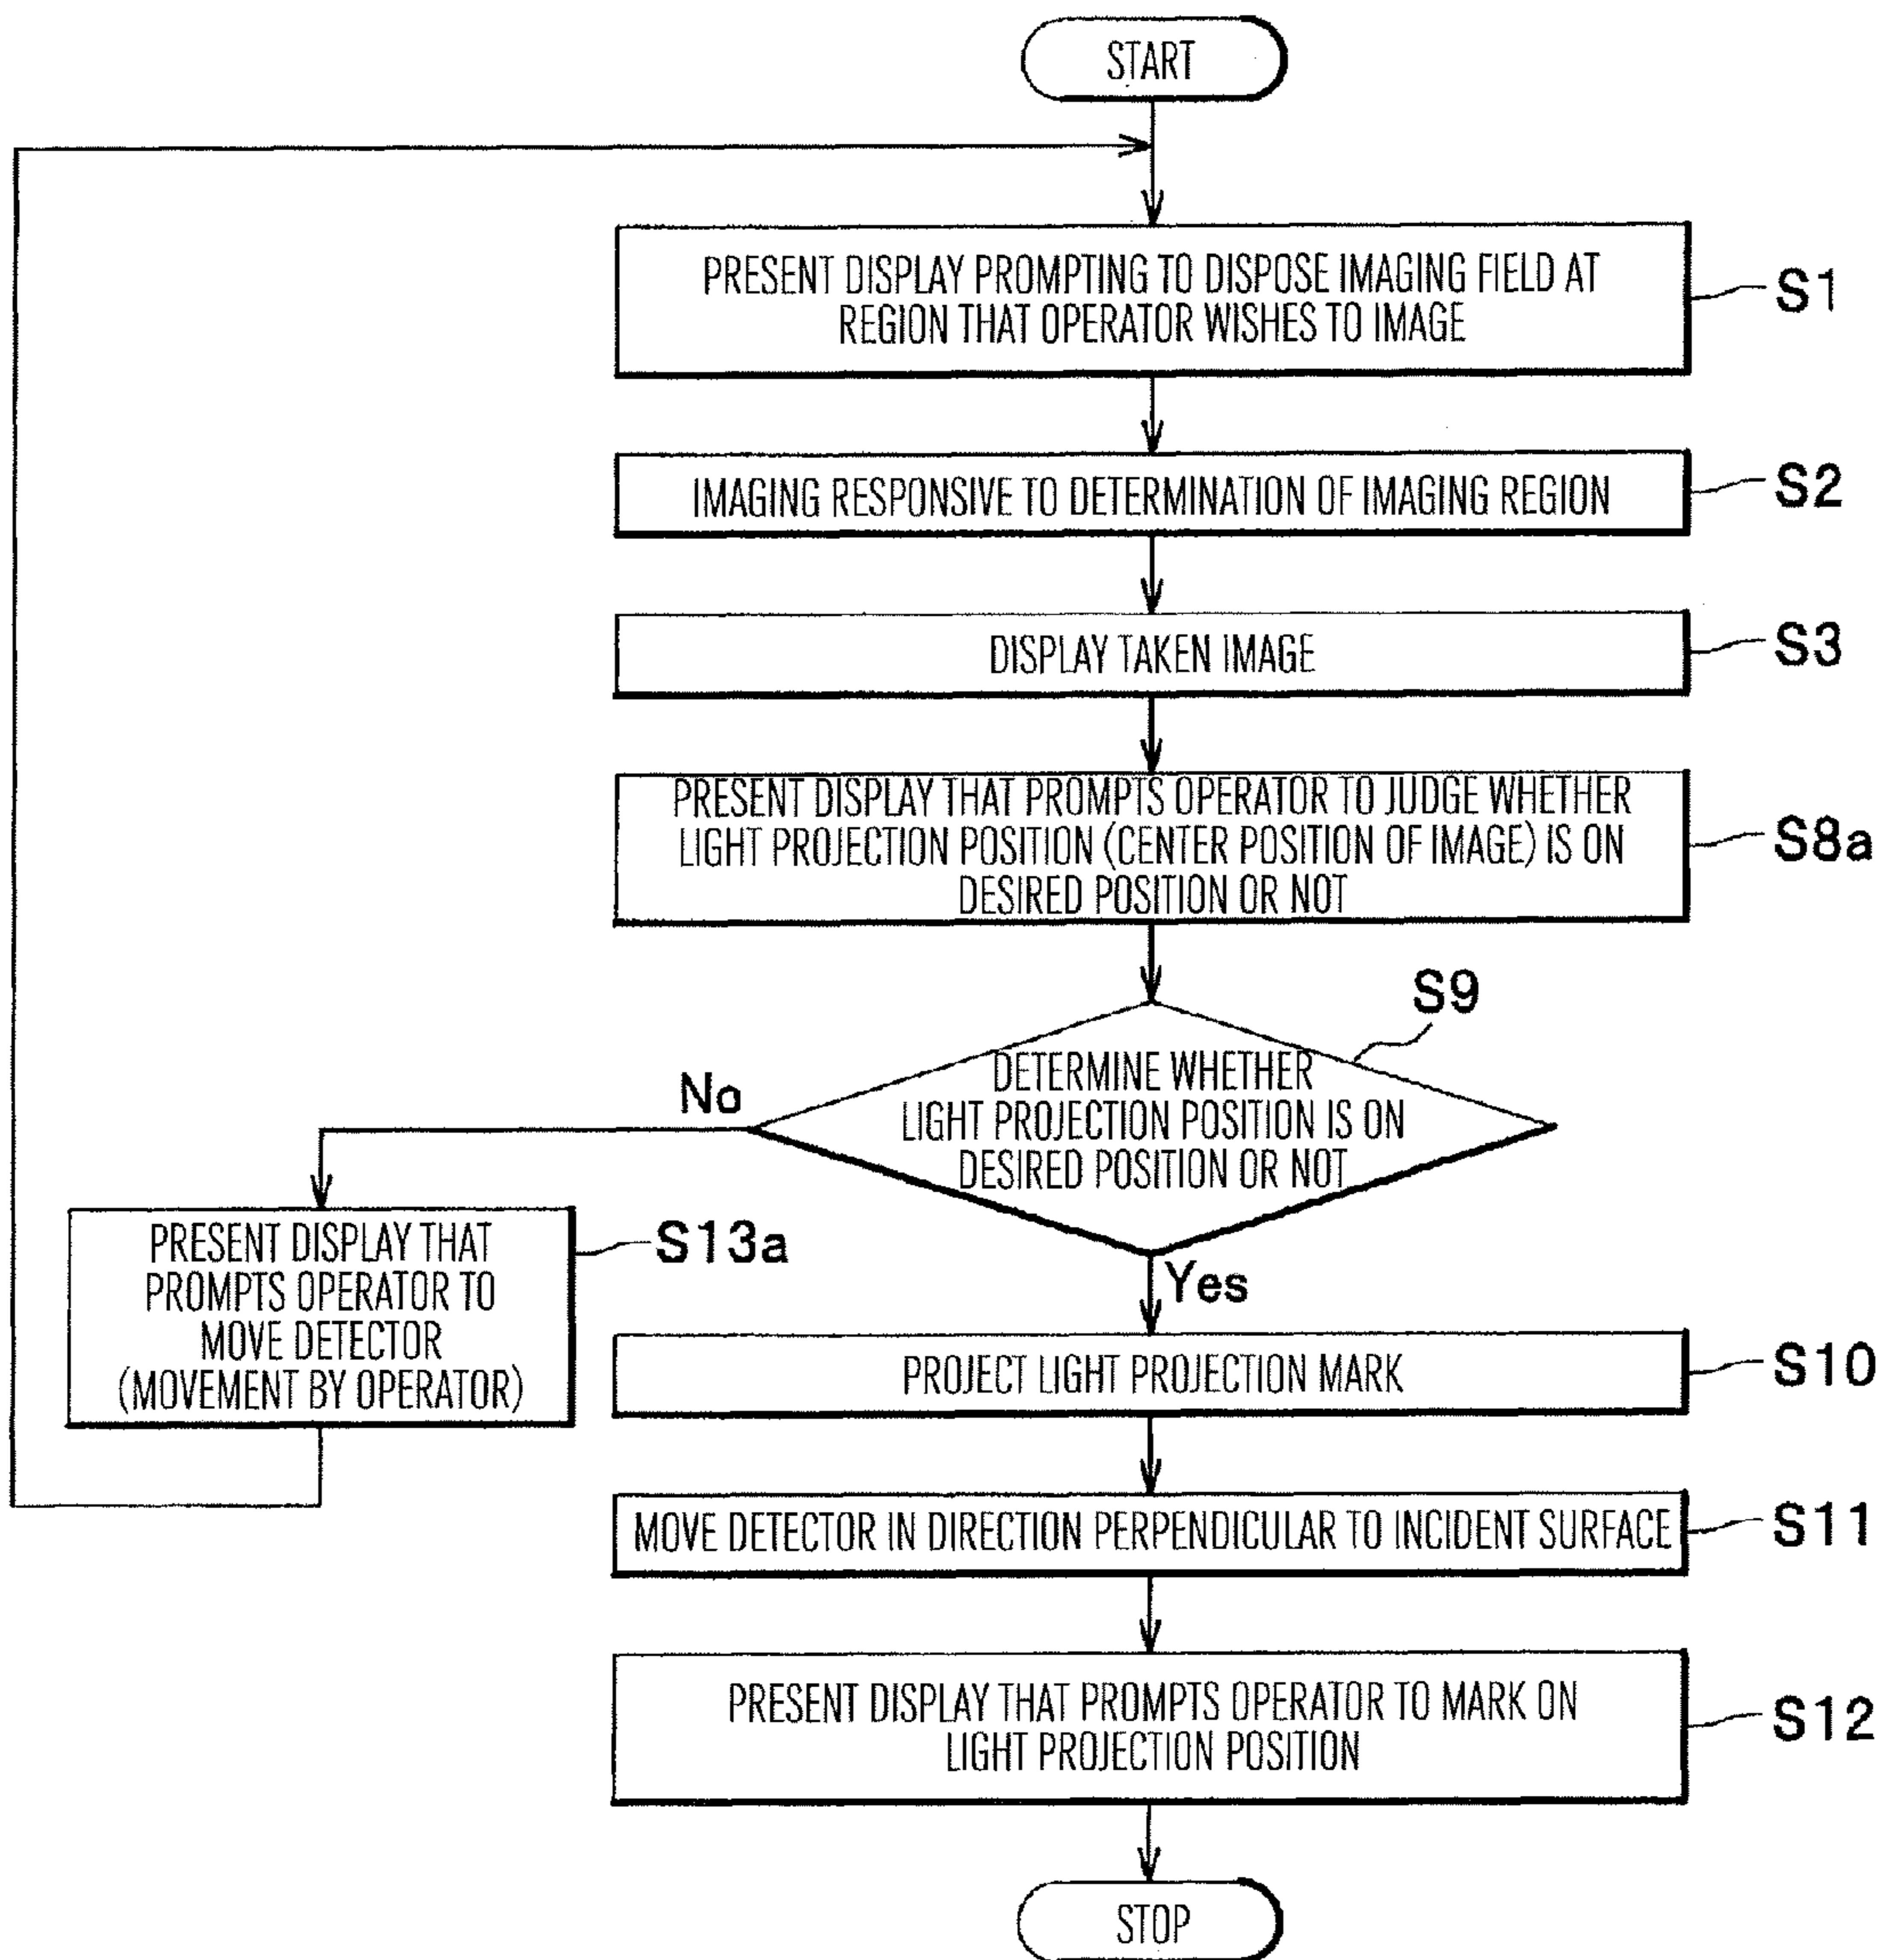 START
PRESENT DISPLAY PROMPTING TO DISPOSE IMAGING FIELD AT
REGION THAT OPERATOR WISHES TO IMAGE
S1
IMAGING RESPONSIVE TO DETERMINATION OF IMAGING REGION
S2
DISPLAY TAKEN IMAGE
S3
PRESENT DISPLAY THAT PROMPTS OPERATOR TO JUDGE WHETHER
LIGHT PROJECTION POSITION (CENTER POSITION OF IMAGE) IS ON
DESIRED POSITION OR NOT
S8a
S9
DETERMINE WHETHER
LIGHT PROJECTION POSITION IS ON
DESIRED POSITION OR NOT
No
PRESENT DISPLAY THAT
PROMPTS OPERATOR TO
MOVE DETECTOR
(MOVEMENT BY OPERATOR)
S13a
Yes
PROJECT LIGHT PROJECTION MARK
S10
MOVE DETECTOR IN DIRECTION PERPENDICULAR TO INCIDENT SURFACE
S11
PRESENT DISPLAY THAT PROMPTS OPERATOR TO MARK ON
LIGHT PROJECTION POSITION
S12
STOP